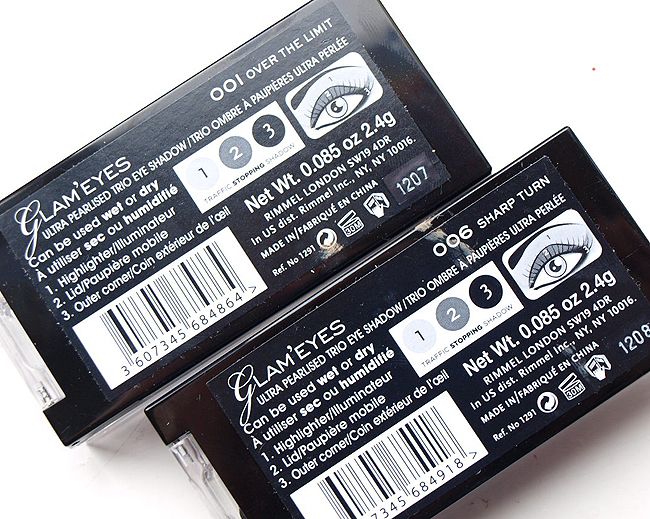 001 OVER THE LIMIT
GLAM'EYES
ULTRA PEARLISED TRIO EYE SHADOW/TRIO OMBRE À PAUPIÈRES ULTRA PERLÉE
Can be used wet or dry
À utiliser sec ou humidifié
1. Highlighter/Illuminateur
2. Lid/Paupière mobile
3. Outer corner/Coin extérieur de l'œil
1 2 3
TRAFFIC STOPPING SHADOW
Net Wt. 0.085 oz 2.4g
RIMMEL LONDON SW19 4DR
In US dist. Rimmel Inc., NY, NY 10016.
MADE IN/FABRIQUÉ EN CHINA
Ref. No 1291
30M
1207
3 607345 684864 >
006 SHARP TURN
GLAM'EYES
ULTRA PEARLISED TRIO EYE SHADOW/TRIO OMBRE À PAUPIÈRES ULTRA PERLÉE
Can be used wet or dry
À utiliser sec ou humidifié
1. Highlighter/Illuminateur
2. Lid/Paupière mobile
3. Outer corner/Coin extérieur de l'œil
1 2 3
TRAFFIC STOPPING SHADOW
Net Wt. 0.085 oz 2.4g
RIMMEL LONDON SW19 4DR
In US dist. Rimmel Inc., NY, NY 10016.
MADE IN/FABRIQUÉ EN CHINA
Ref. No 1291
30M
1208
607345 684918 >